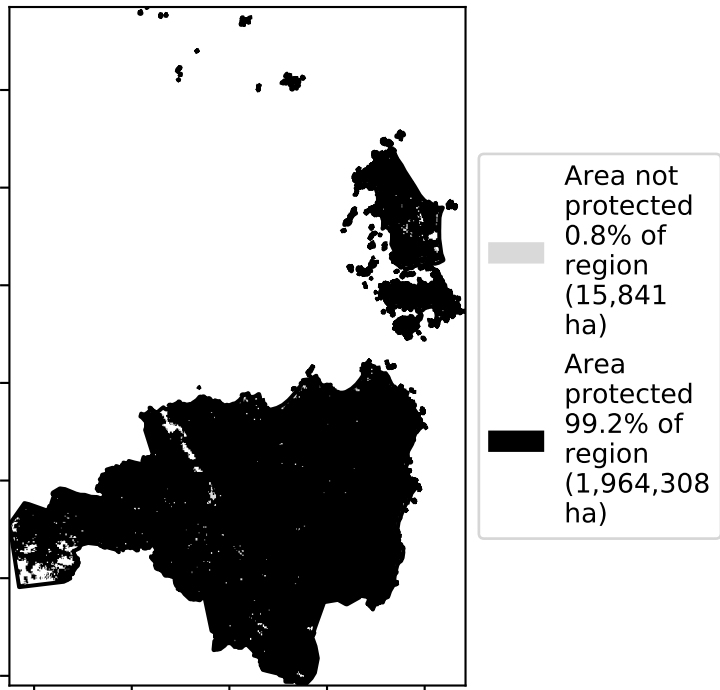 Area not
protected
0.8% of
region
(15,841
ha)
Area
protected
99.2% of
region
(1,964,308
ha)